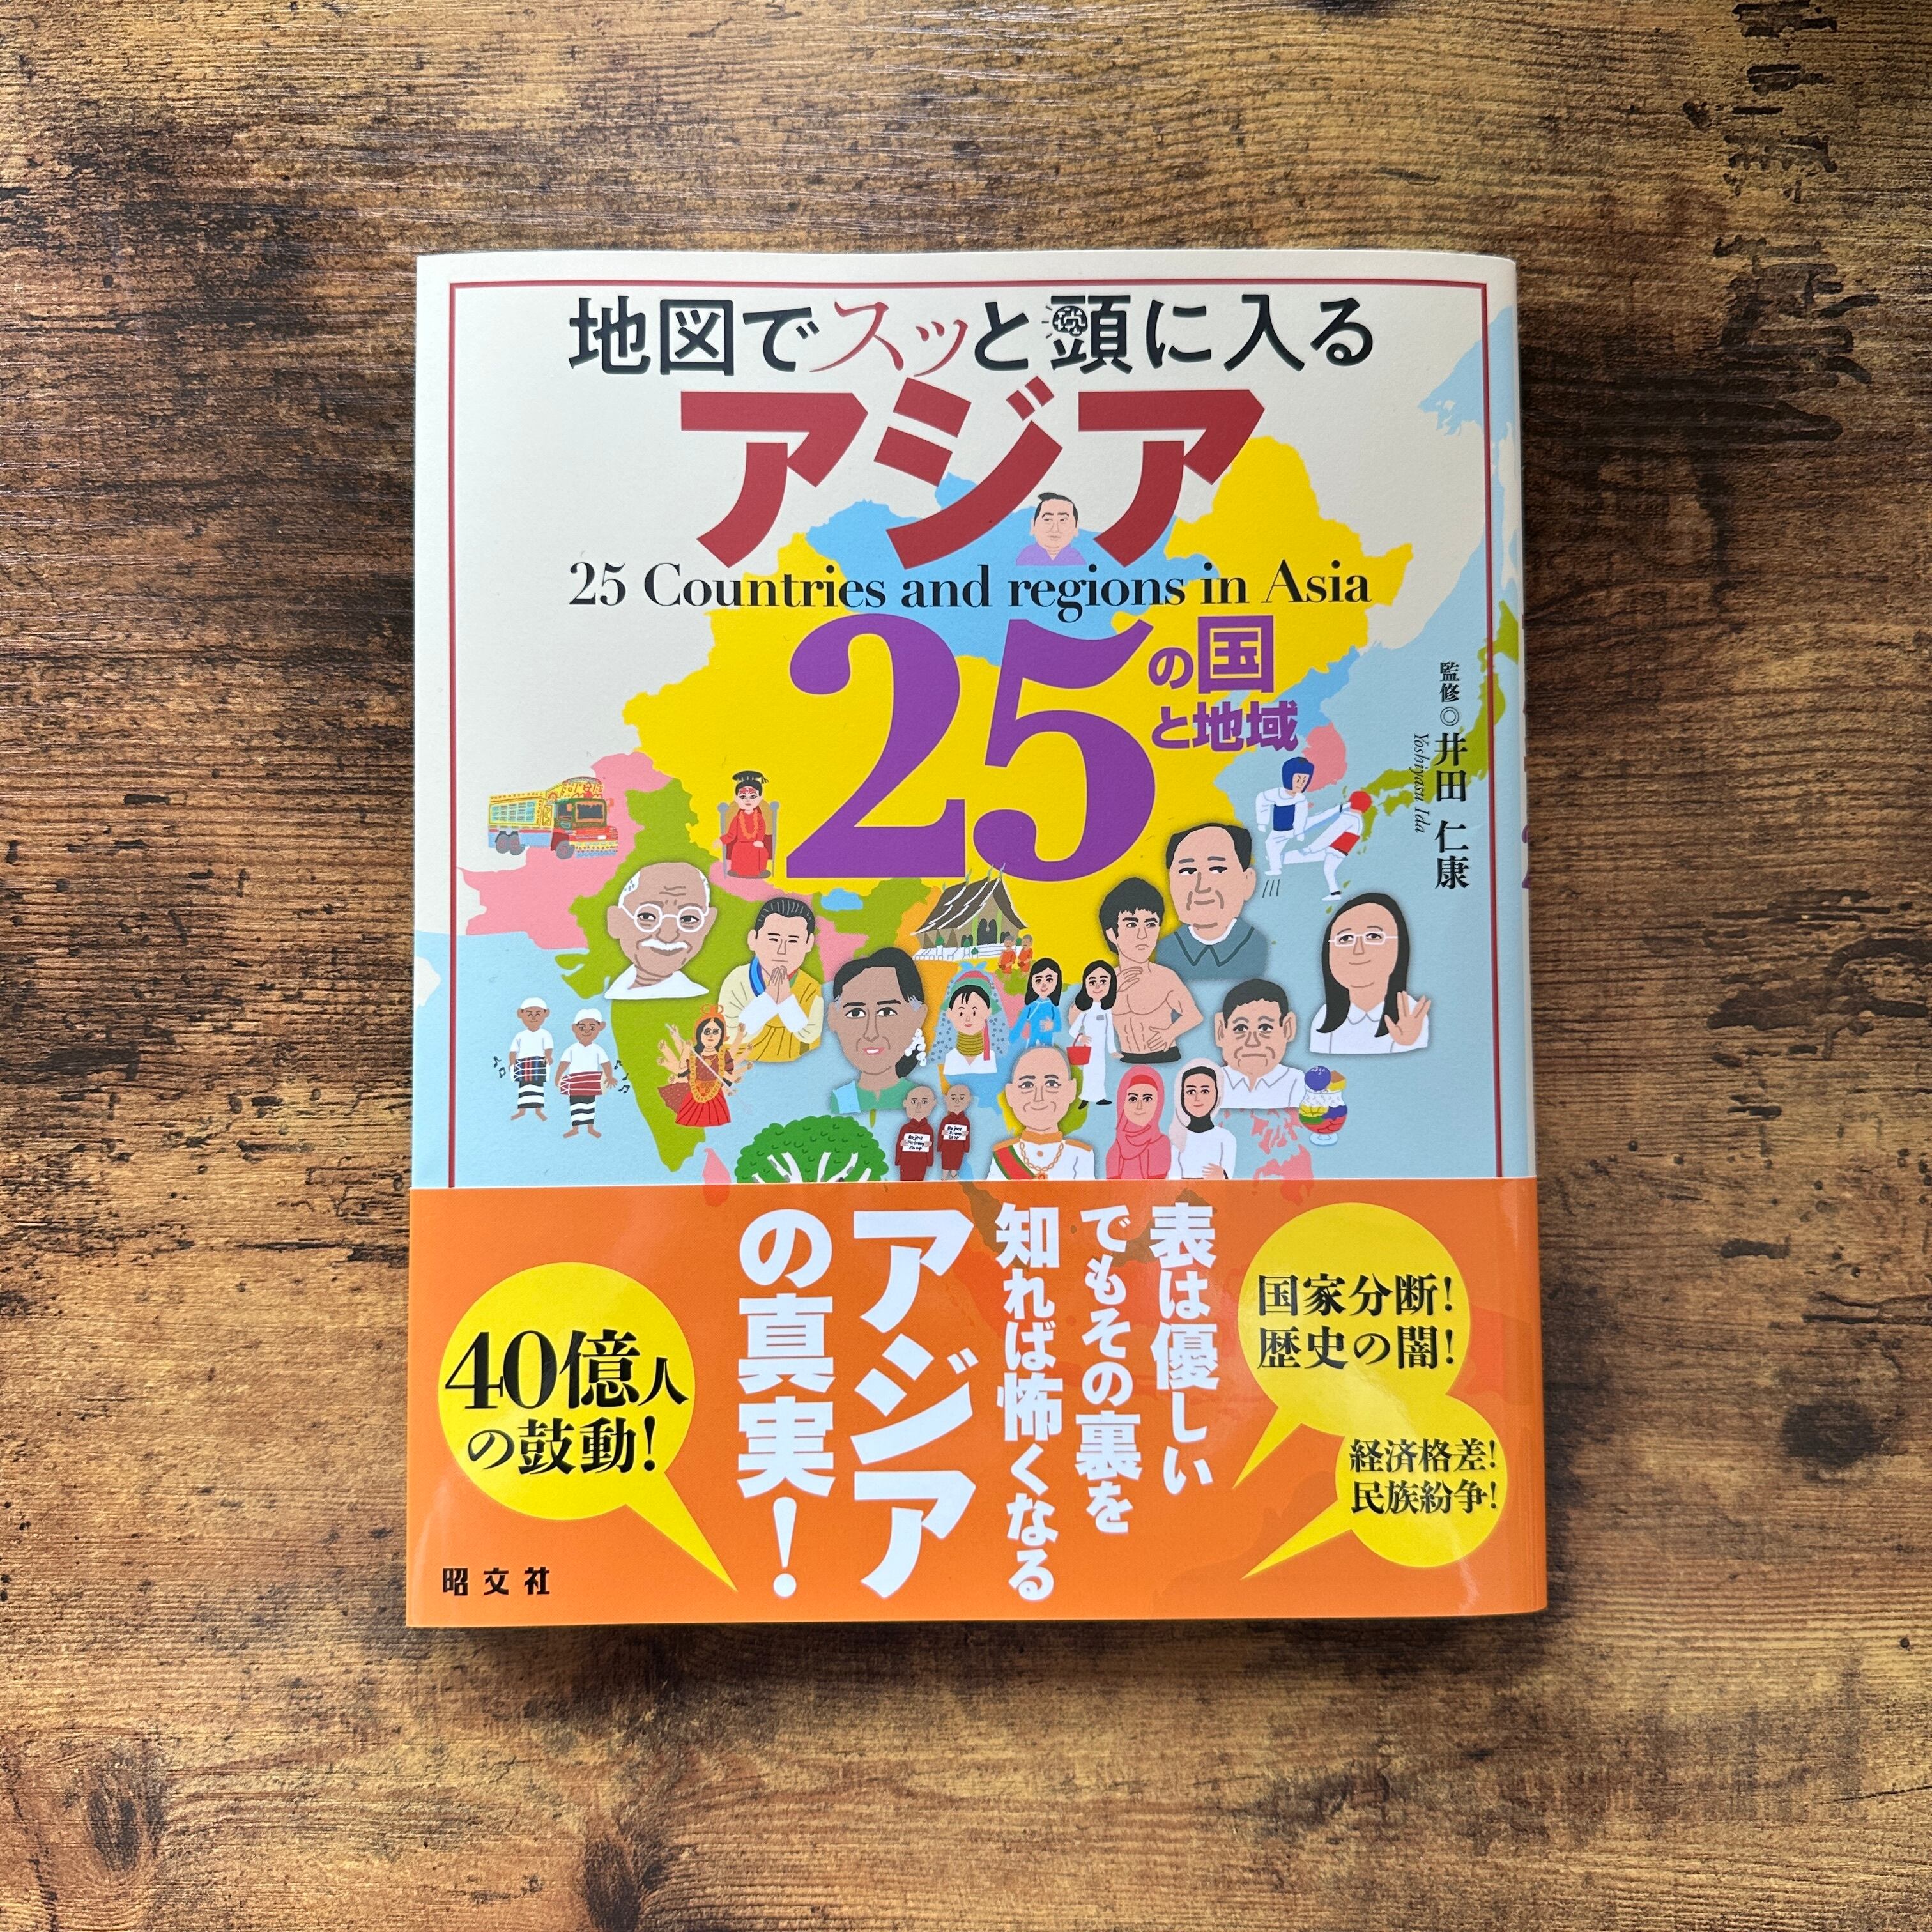 地図でスッと頭に入る
アジア
25 Countries and regions in Asia
25の国
と地域
監修◎井田 仁康
Yoshiyasu Ida
表は優しい
でもその裏を
知れば怖くなる
アジア
の真実!
国家分断!
歴史の闇!
経済格差!
民族紛争!
40億人
の鼓動!
昭文社